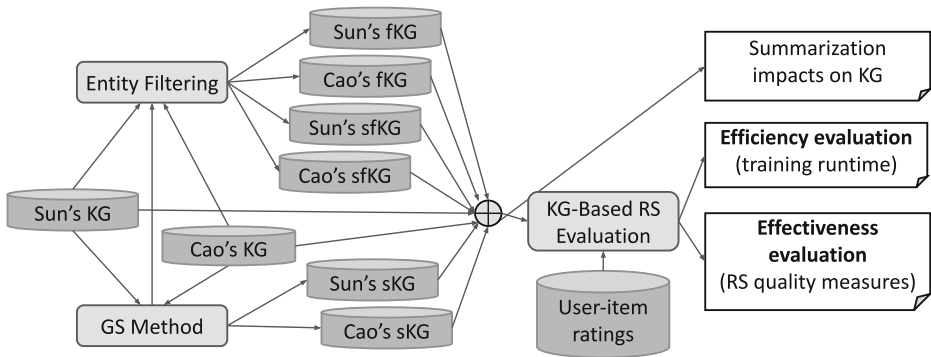 Sun's fKG
Entity Filtering
Cao's fKG
Sun's sfKG
Cao's sfKG
Sun's KG
Cao's KG
Sun's sKG
GS Method
Cao's sKG
KG-Based RS
Evaluation
User-item
ratings
Summarization
impacts on KG
Efficiency evaluation
(training runtime)
Effectiveness
evaluation
(RS quality measures)